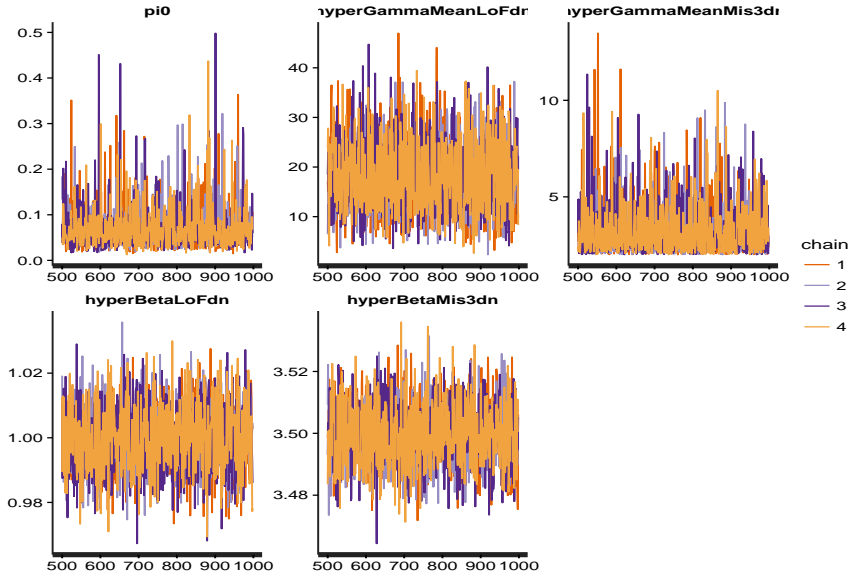 pi0
hyperGammaMeanLoFdn
hyperGammaMeanMis3dn
0.5
0.4
0.3
0.2
0.1
0.0
500 600 700 800 900 1000
40
30
20
10
500 600 700 800 900 1000
10
5
500 600 700 800 900 1000
chain
1
2
3
4
hyperBetaLoFdn
hyperBetaMis3dn
1.02
1.00
0.98
500 600 700 800 900 1000
3.52
3.50
3.48
500 600 700 800 900 1000